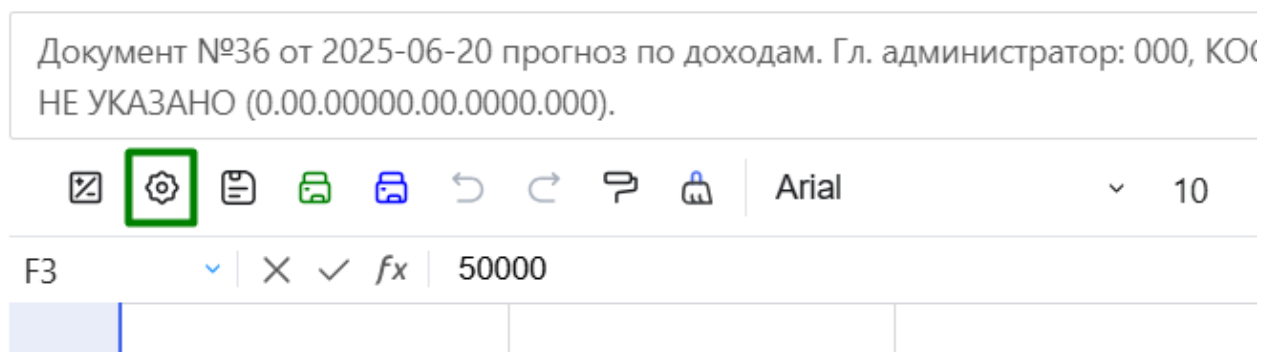 Документ №36 от 2025-06-20 прогноз по доходам. Гл. администратор: 000,
НЕ УКАЗАНО (0.00.00000.00.0000.000).
Arial 10
F3 fx 50000